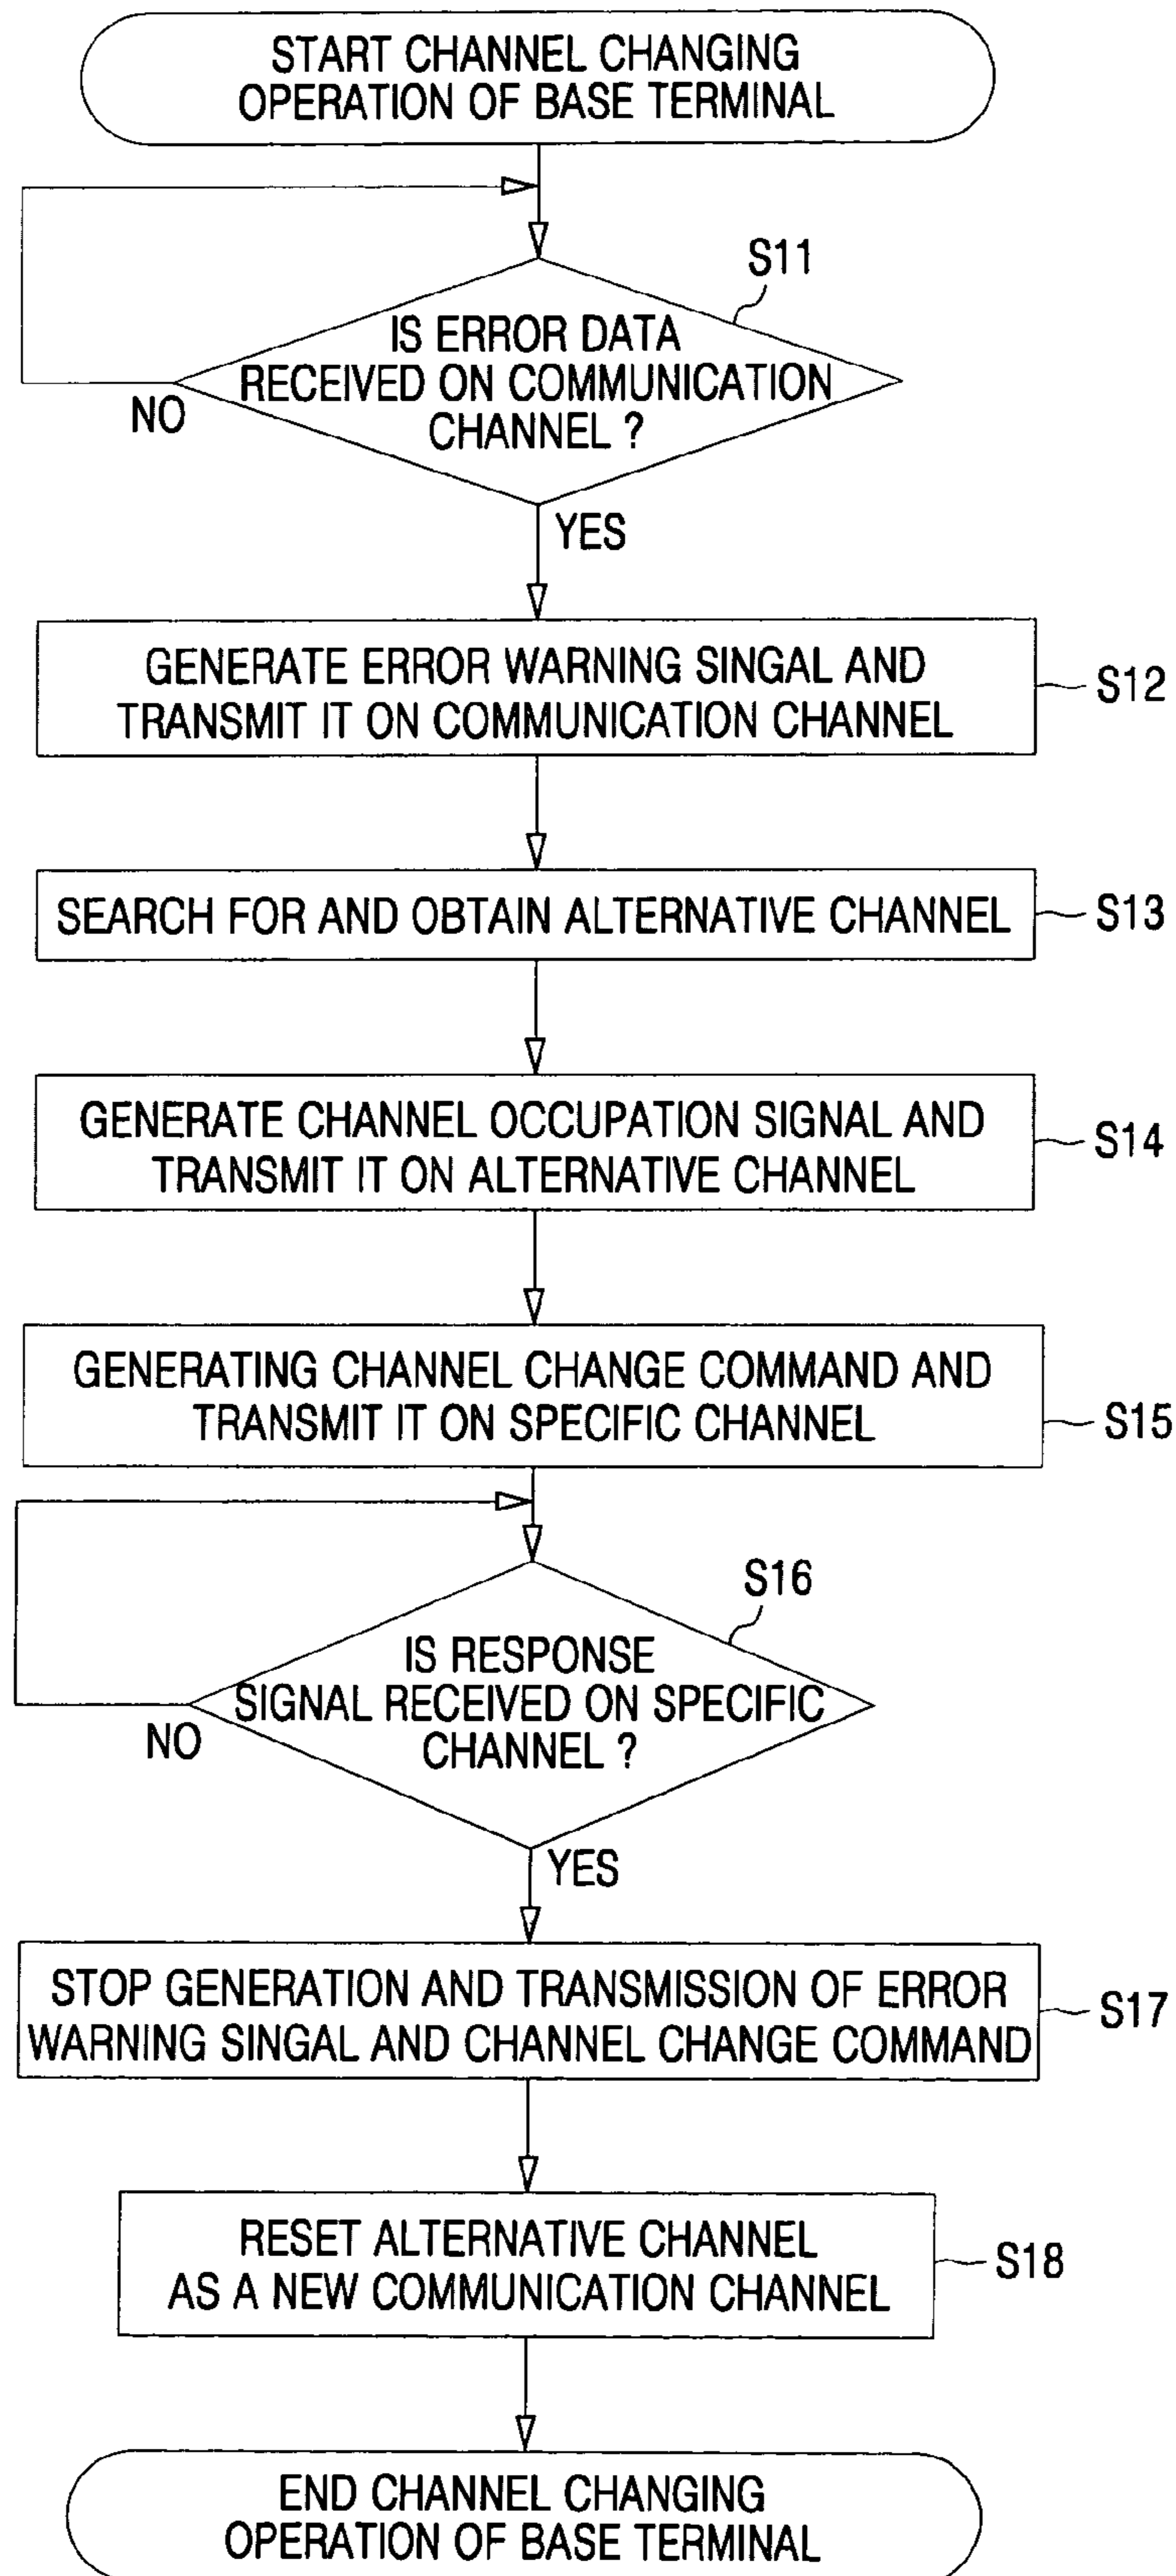 START CHANNEL CHANGING
OPERATION OF BASE TERMINAL
S11
IS ERROR DATA
RECEIVED ON COMMUNICATION
CHANNEL ?
NO
YES
GENERATE ERROR WARNING SINGAL AND
TRANSMIT IT ON COMMUNICATION CHANNEL
S12
SEARCH FOR AND OBTAIN ALTERNATIVE CHANNEL
S13
GENERATE CHANNEL OCCUPATION SIGNAL AND
TRANSMIT IT ON ALTERNATIVE CHANNEL
S14
GENERATING CHANNEL CHANGE COMMAND AND
TRANSMIT IT ON SPECIFIC CHANNEL
S15
S16
IS RESPONSE
SIGNAL RECEIVED ON SPECIFIC
CHANNEL ?
NO
YES
STOP GENERATION AND TRANSMISSION OF ERROR
WARNING SINGAL AND CHANNEL CHANGE COMMAND
S17
RESET ALTERNATIVE CHANNEL
AS A NEW COMMUNICATION CHANNEL
S18
END CHANNEL CHANGING
OPERATION OF BASE TERMINAL